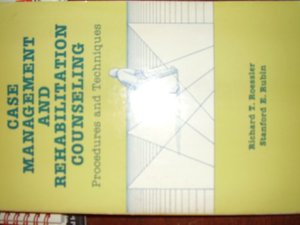 CASE
MANAGEMENT
AND
REHABILITATION
COUNSELING
Procedures and Techniques
Richard T. Roessler
Stanford E. Rubin